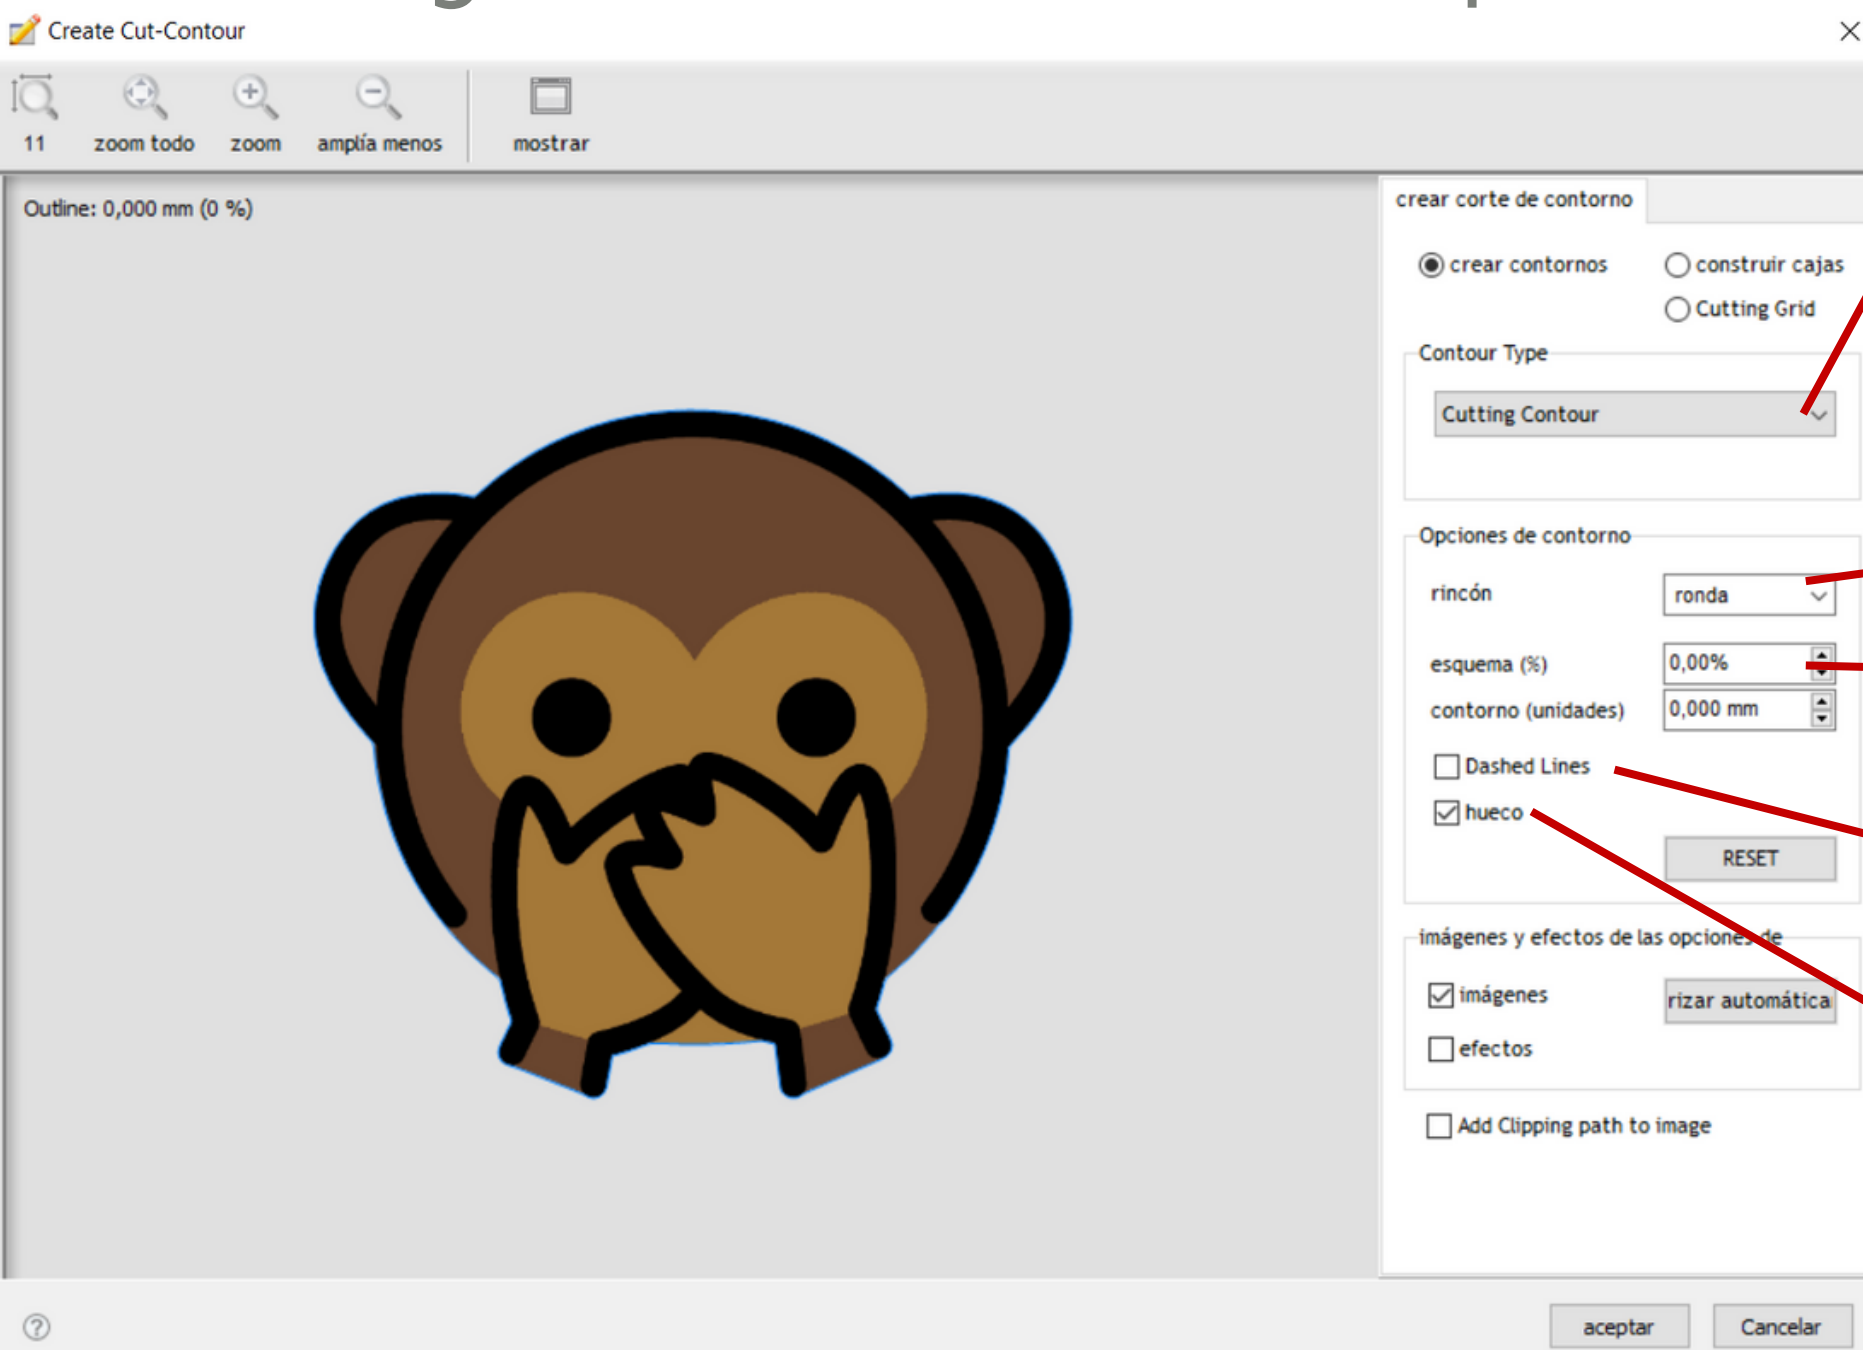 Create Cut-Contour
11 zoom todo zoom amplía menos mostrar
Outline: 0,000 mm (0 %)
crear corte de contorno
crear contornos construir cajas
Cutting Grid
Contour Type
Cutting Contour
Opciones de contorno
rincón ronda
esquema (%) 0,00%
contorno (unidades) 0,000 mm
Dashed Lines
hueco
RESET
imágenes y efectos de las opciones de
imágenes rizar automática
efectos
Add Clipping path to image
aceptar Cancelar